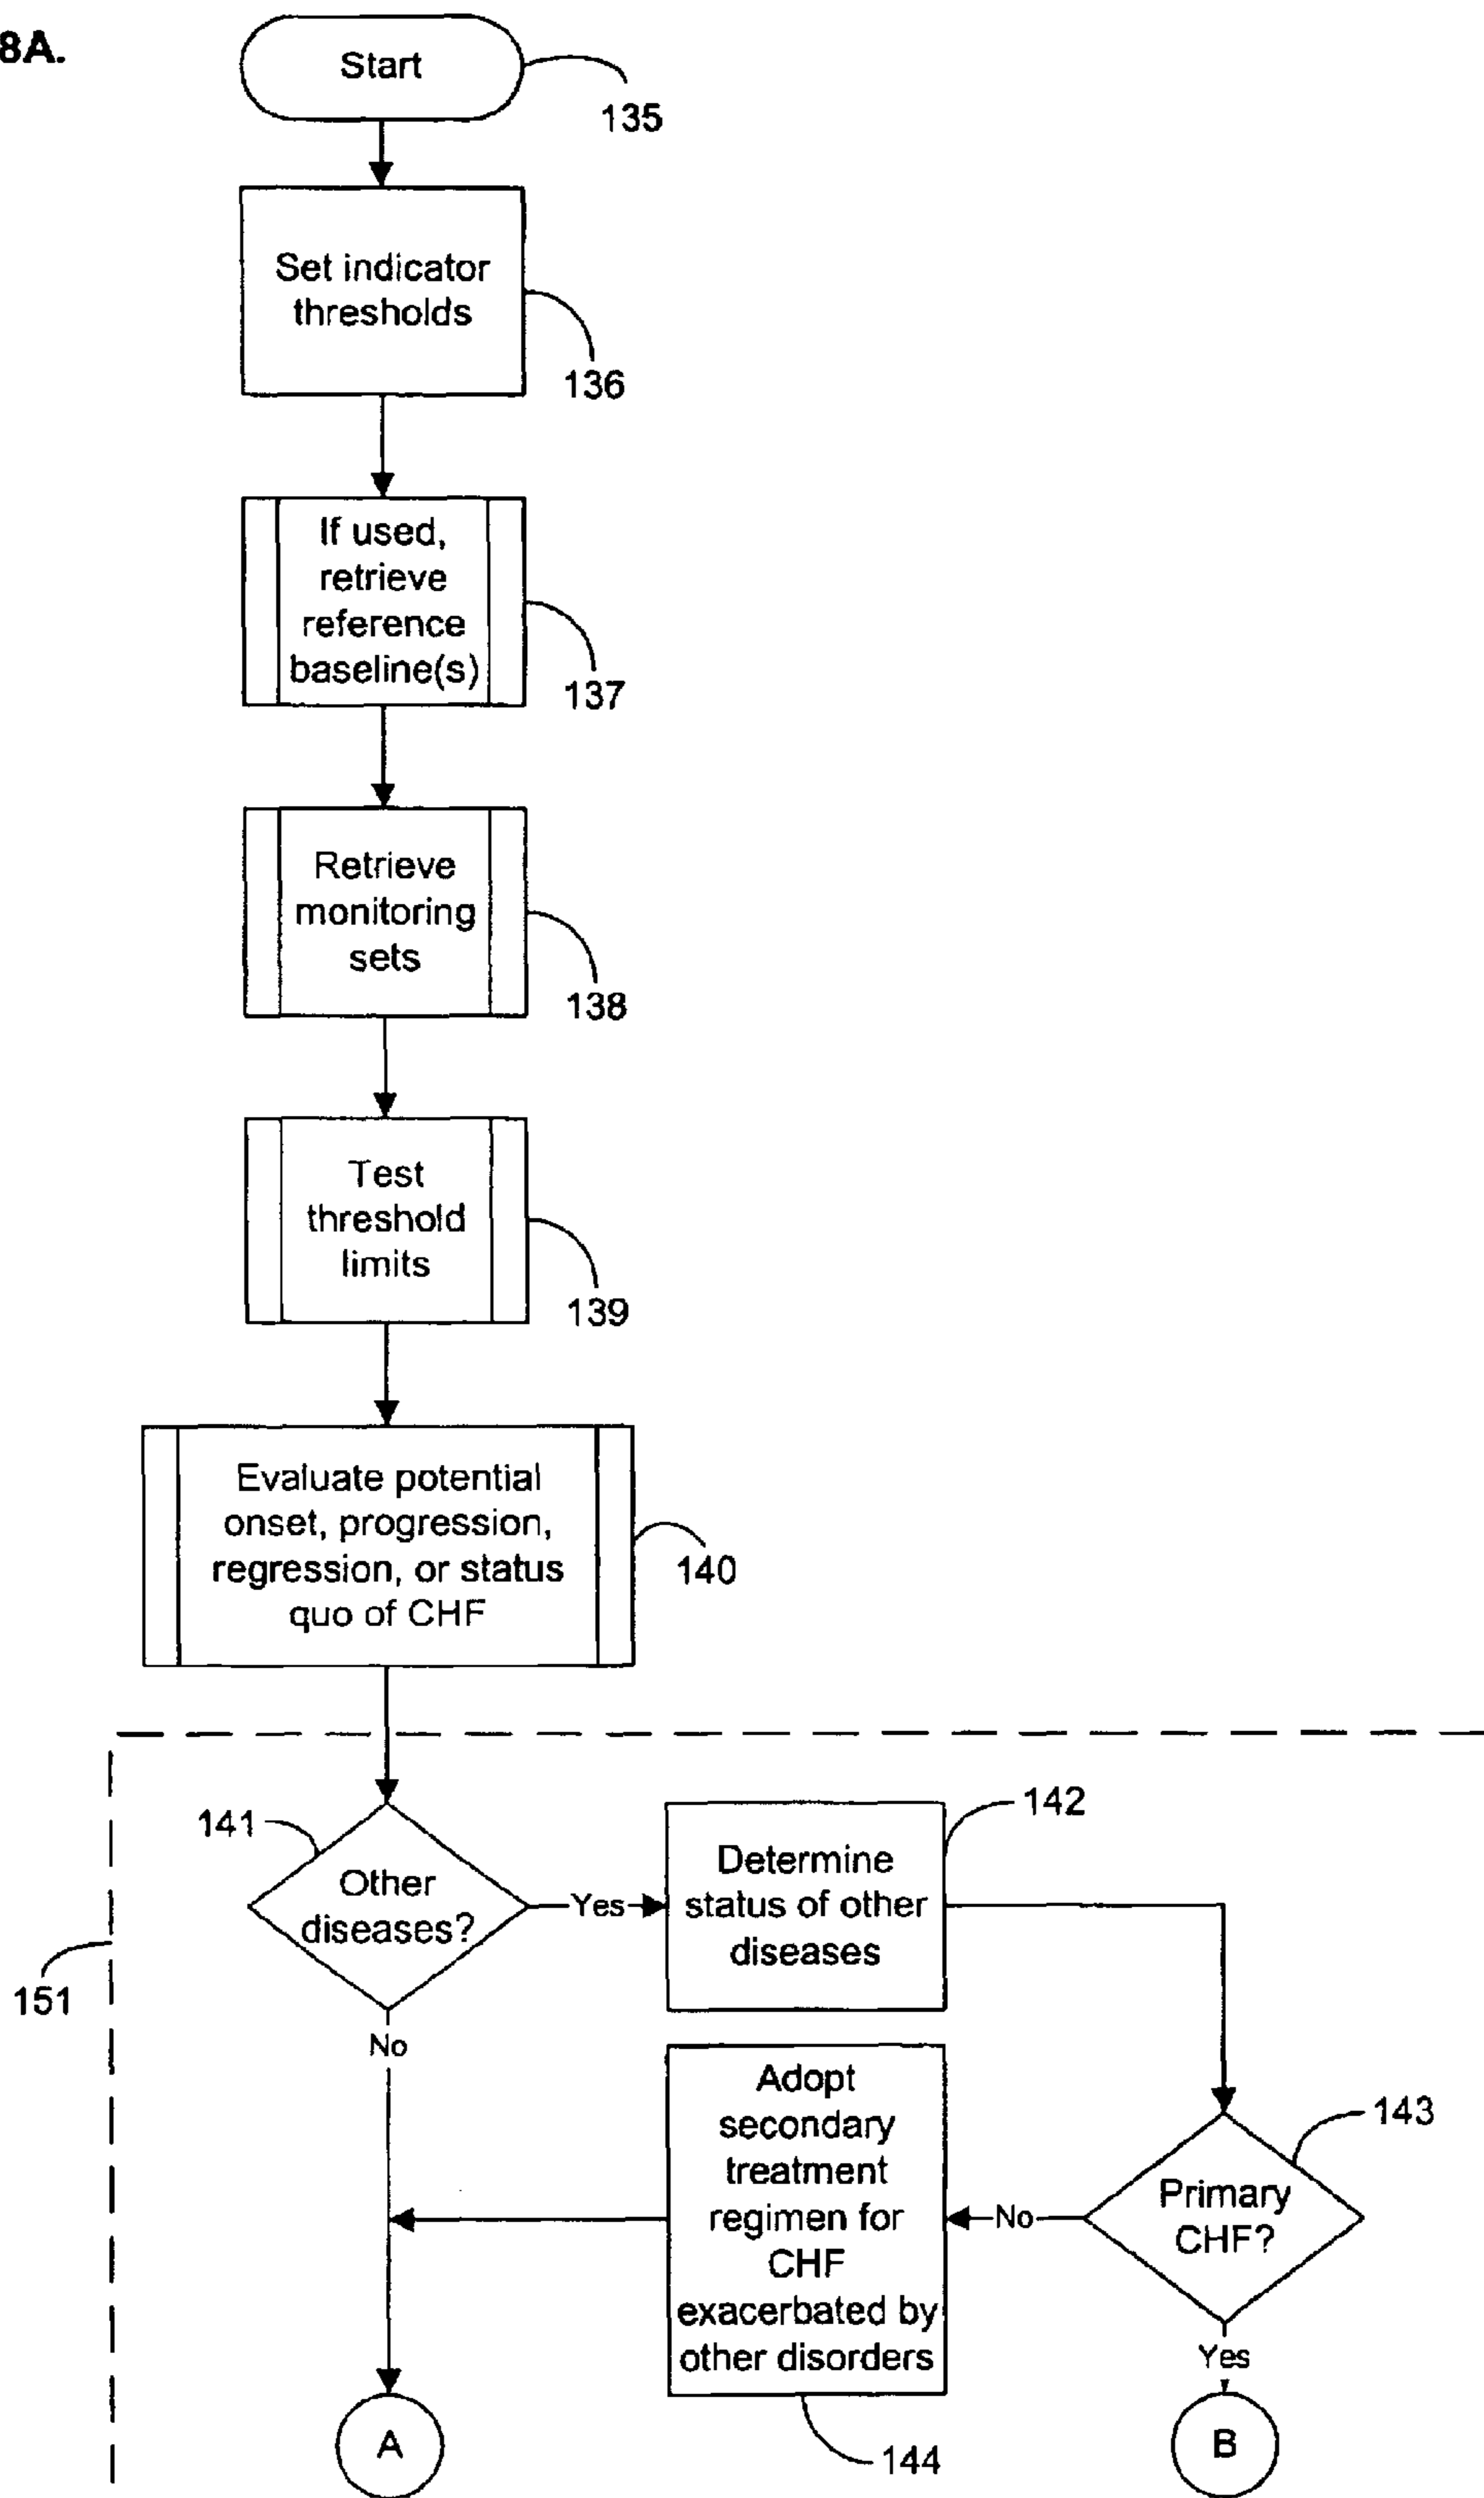 8A.
Start
135
Set indicator
thresholds
136
If used,
retrieve
reference
baseline(s)
137
Retrieve
monitoring
sets
138
Test
threshold
limits
139
Evaluate potential
onset, progression,
regression, or status
quo of CHF
140
141
Other
diseases?
Yes
No
142
Determine
status of other
diseases
151
143
Primary
CHF?
No
Yes
Adopt
secondary
treatment
regimen for
CHF
exacerbated by
other disorders
144
A
B